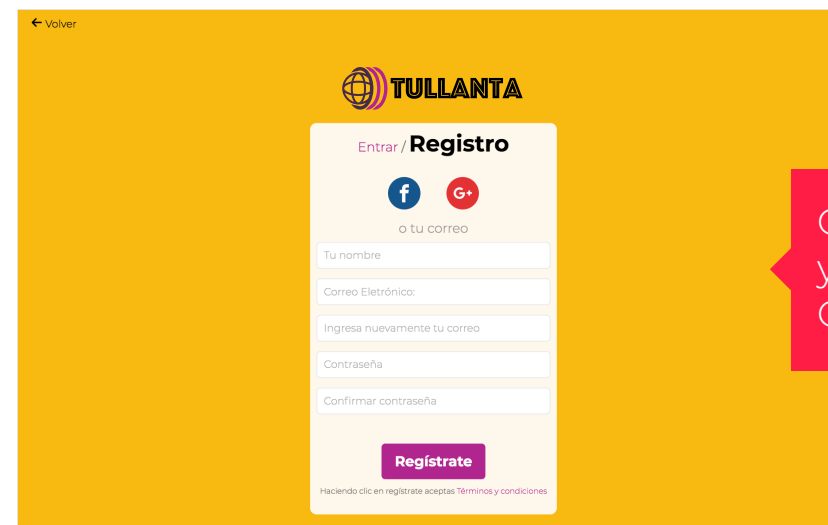 ← Volver
TULLANTA
Entrar / Registro
f G+
o tu correo
Tu nombre
Correo Eletrónico:
Ingresa nuevamente tu correo
Contraseña
Confirmar contraseña
Regístrate
Haciendo clic en regístrate aceptas Términos y condiciones
y